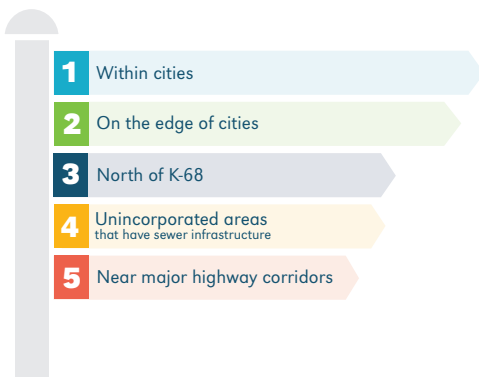 1 Within cities
2 On the edge of cities
3 North of K-68
4 Unincorporated areas
that have sewer infrastructure
5 Near major highway corridors